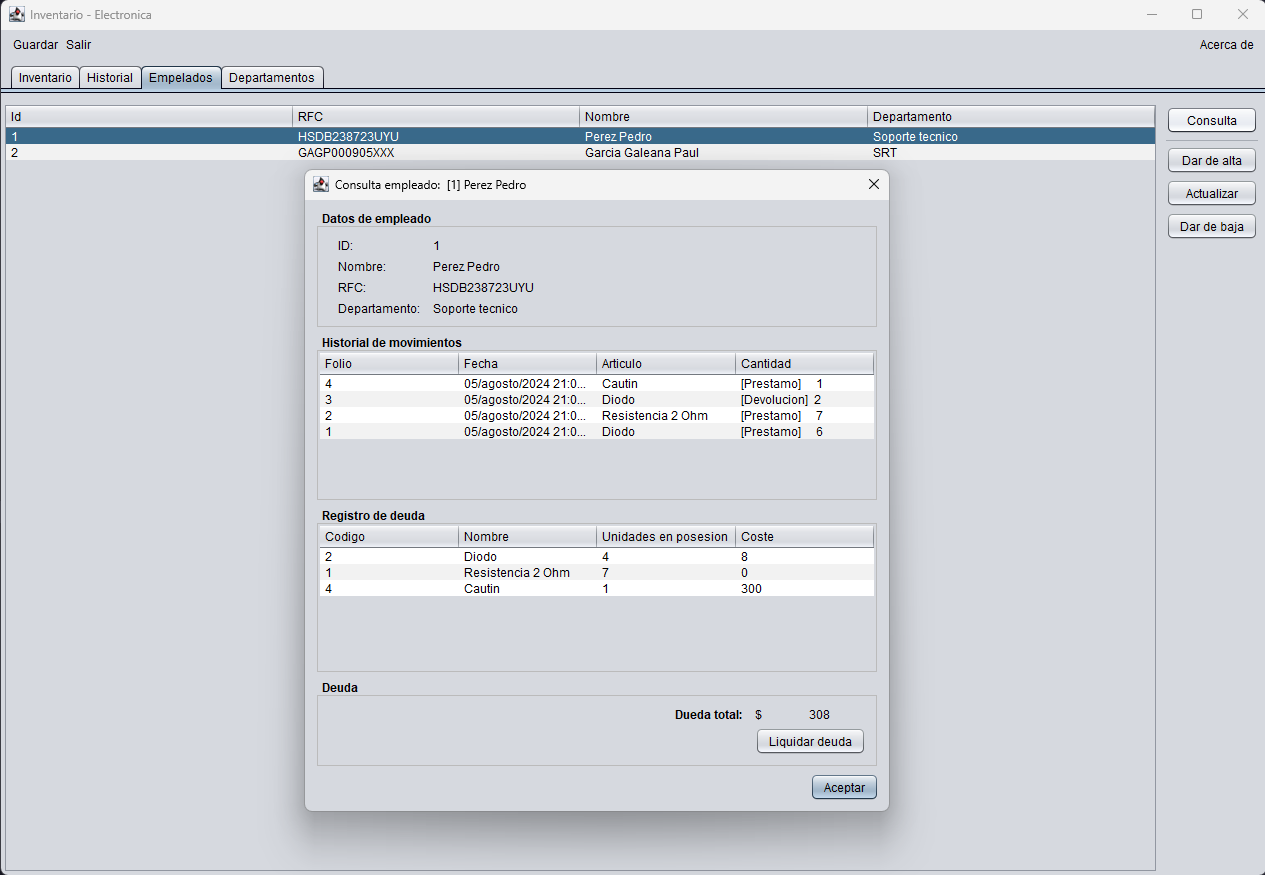 Inventario - Electronica
Guardar Salir Acerca de
Inventario Historial Empelados Departamentos
Id RFC Nombre Departamento
1 HSDB238723UYU Perez Pedro Soporte tecnico
2 GAGP000905XXX Garcia Galeana Paul SRT
Consulta
Dar de alta
Actualizar
Dar de baja
Consulta empleado: [1] Perez Pedro
Datos de empleado
ID: 1
Nombre: Perez Pedro
RFC: HSDB238723UYU
Departamento: Soporte tecnico
Historial de movimientos
Folio Fecha Articulo Cantidad
4 05/agosto/2024 21:0... Cautin [Prestamo] 1
3 05/agosto/2024 21:0... Diodo [Devolucion] 2
2 05/agosto/2024 21:0... Resistencia 2 Ohm [Prestamo] 7
1 05/agosto/2024 21:0... Diodo [Prestamo] 6
Registro de deuda
Codigo Nombre Unidades en posesion Coste
2 Diodo 4 8
1 Resistencia 2 Ohm 7 0
4 Cautin 1 300
Deuda
Dueda total: $ 308
Liquidar deuda
Aceptar